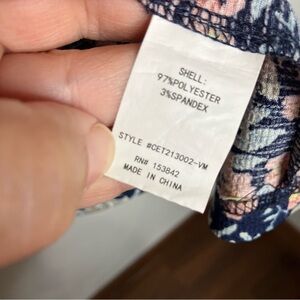 SHELL:
97%POLYESTER
3%SPANDEX
STYLE #CET213002-VM
RN# 153842
MADE IN CHINA